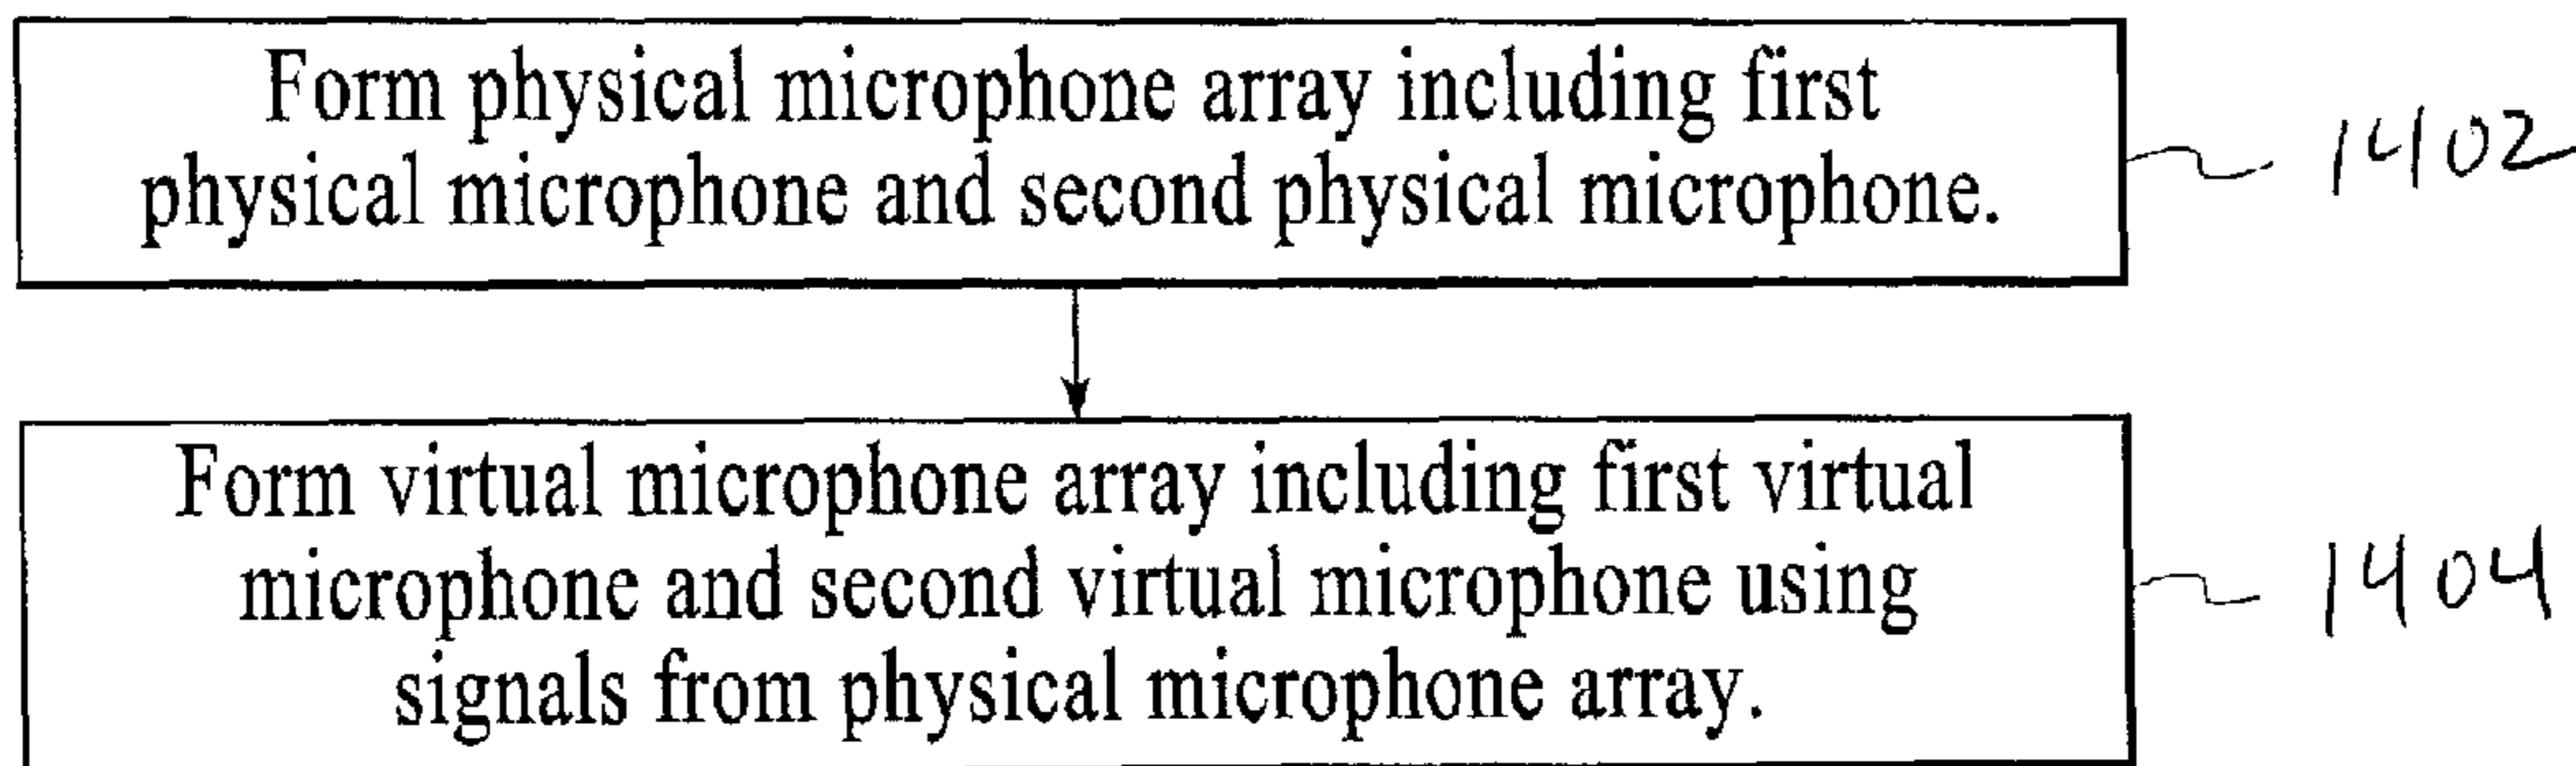 Form physical microphone array including first
physical microphone and second physical microphone.
1402
Form virtual microphone array including first virtual
microphone and second virtual microphone using
signals from physical microphone array.
1404